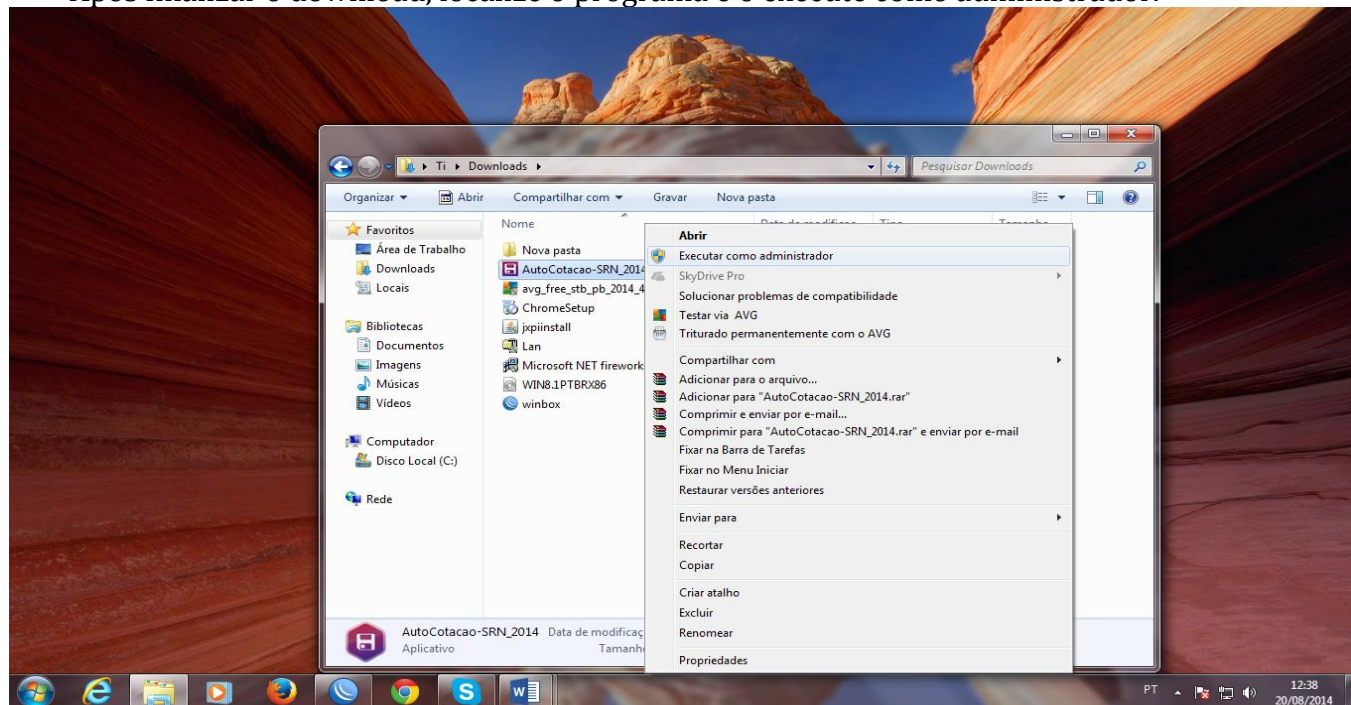 Após finalizar o download, localize o programa e o execute como administrador.
Ti ▸ Downloads ▸
Pesquisar Downloads
Organizar
Abrir
Compartilhar com
Gravar
Nova pasta
Favoritos
Área de Trabalho
Downloads
Locais
Bibliotecas
Documentos
Imagens
Músicas
Vídeos
Computador
Disco Local (C:)
Rede
Nome
Nova pasta
AutoCotacao-SRN_2014
avg_free_stb_pb_2014_4
ChromeSetup
jxpiinstall
Lan
Microsoft NET firework
WIN8.1PTBRX86
winbox
Abrir
Executar como administrador
SkyDrive Pro
Solucionar problemas de compatibilidade
Testar via AVG
Triturado permanentemente com o AVG
Compartilhar com
Adicionar para o arquivo...
Adicionar para "AutoCotacao-SRN_2014.rar"
Comprimir e enviar por e-mail...
Comprimir para "AutoCotacao-SRN_2014.rar" e enviar por e-mail
Fixar na Barra de Tarefas
Fixar no Menu Iniciar
Restaurar versões anteriores
Enviar para
Recortar
Copiar
Criar atalho
Excluir
Renomear
Propriedades
AutoCotacao-SRN_2014 Data de modificaç
Aplicativo Tamanh
PT
12:38
20/08/2014